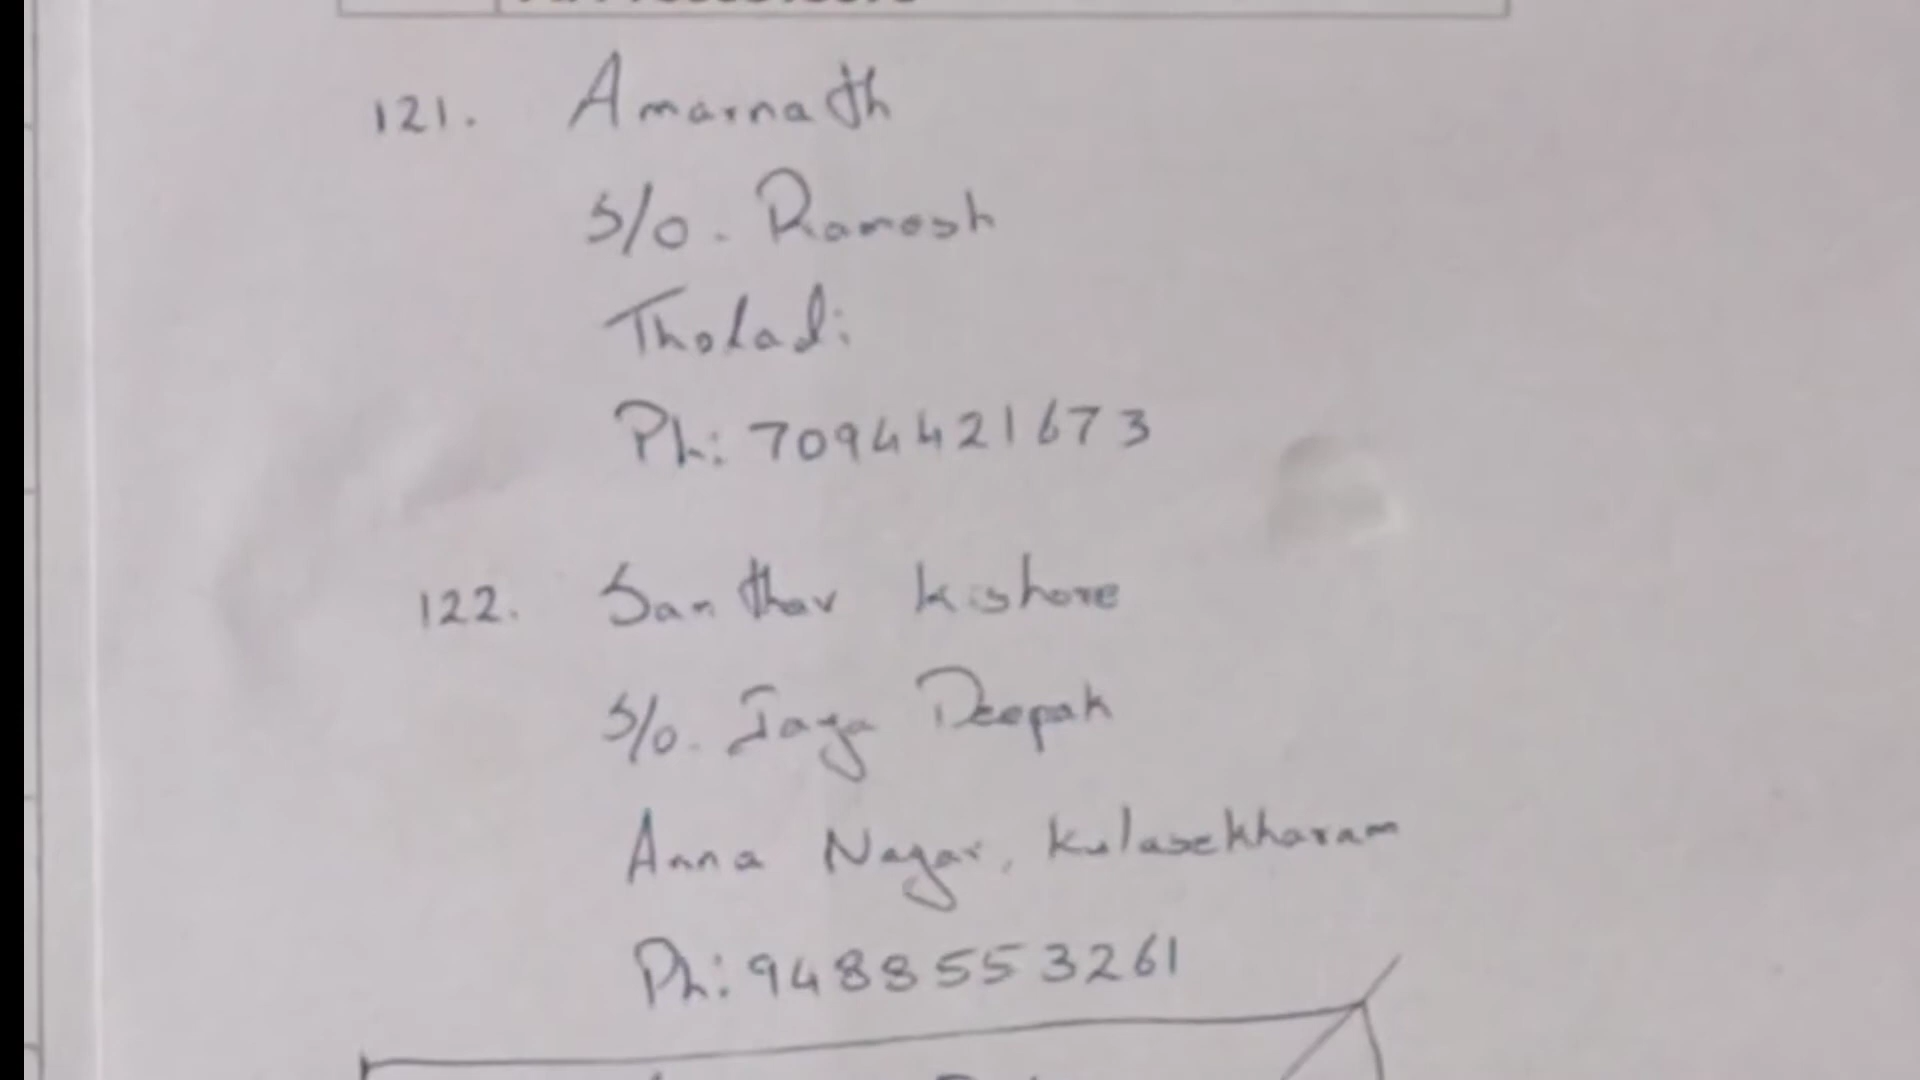 121. Amarnath
S/o. Ramesh
Tholadi
Ph: 7094421673
122. Santhav Kishore
S/o. Jaya Deepak
Anna Nagar, Kulasekharam
Ph: 9488553261